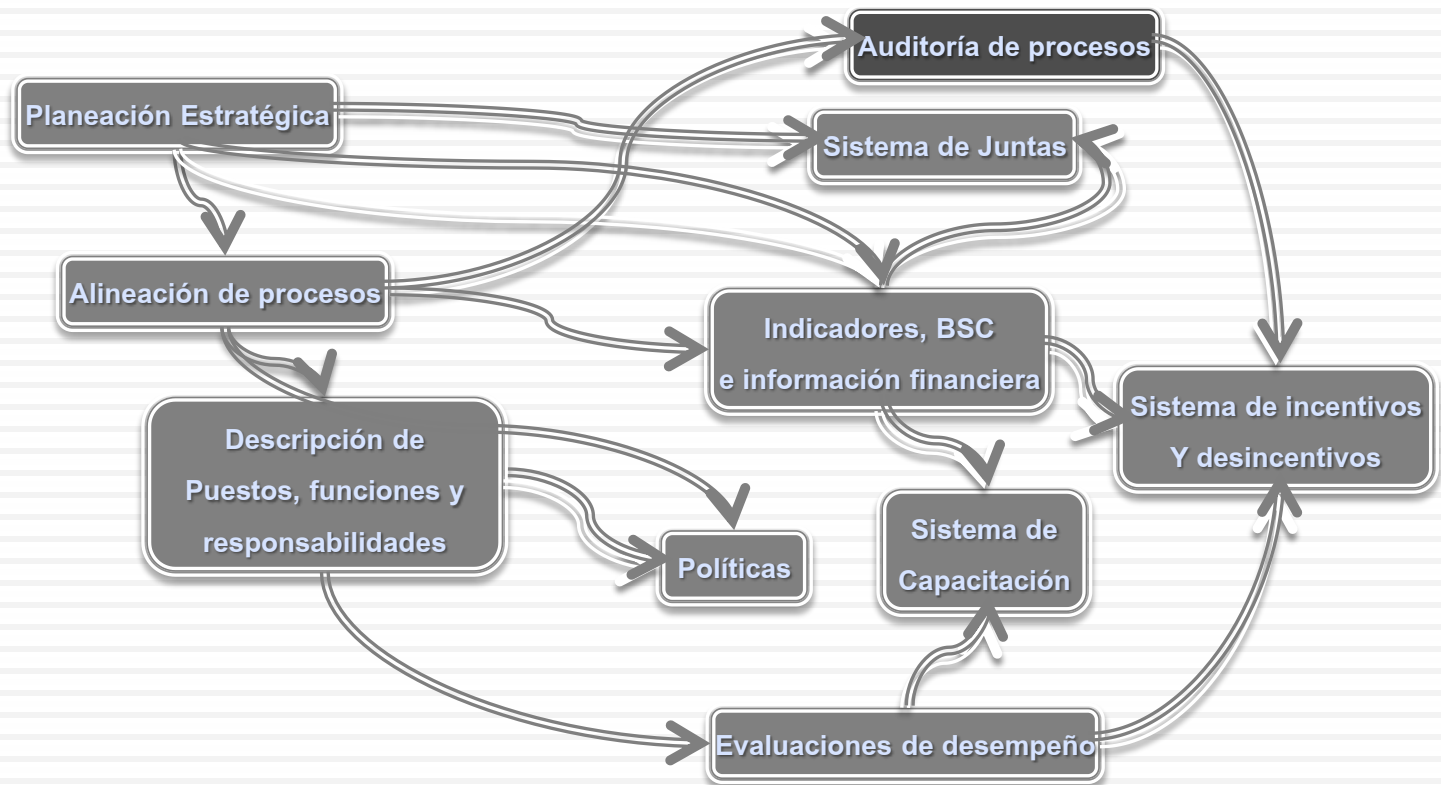 Auditoría de procesos
Planeación Estratégica
Sistema de Juntas
Alineación de procesos
Indicadores, BSC
e información financiera
Sistema de incentivos
Y desincentivos
Descripción de
Puestos, funciones y
responsabilidades
Políticas
Sistema de
Capacitación
Evaluaciones de desempeño